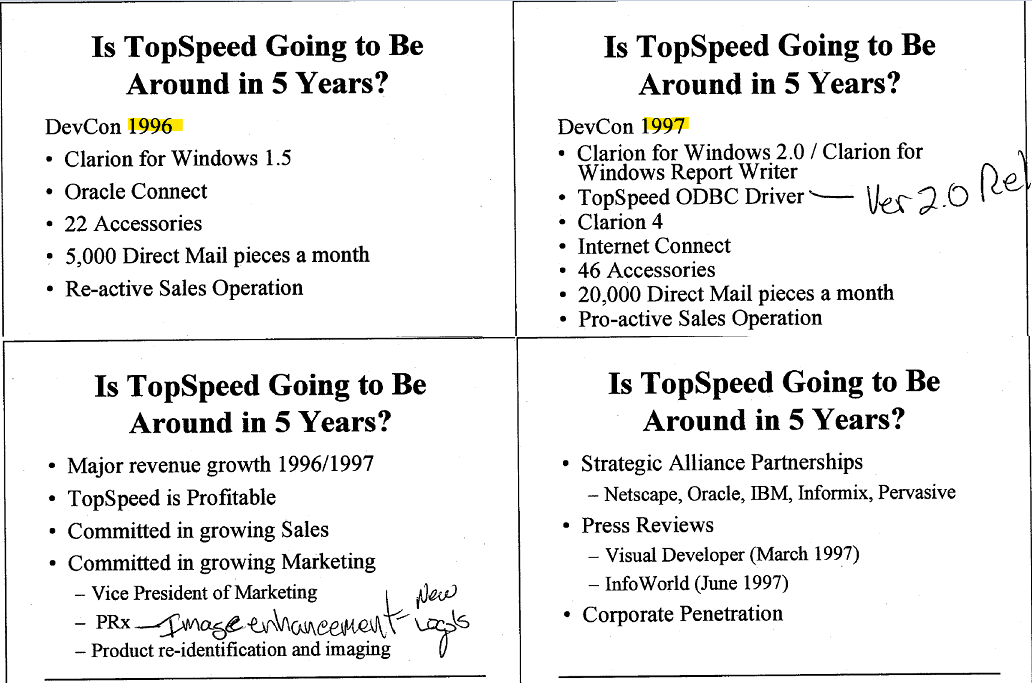 Is TopSpeed Going to Be
Around in 5 Years?
DevCon 1996
• Clarion for Windows 1.5
• Oracle Connect
• 22 Accessories
• 5,000 Direct Mail pieces a month
• Re-active Sales Operation
Is TopSpeed Going to Be
Around in 5 Years?
DevCon 1997
• Clarion for Windows 2.0 / Clarion for
Windows Report Writer
• TopSpeed ODBC Driver — Ver 2.0 Rel
• Clarion 4
• Internet Connect
• 46 Accessories
• 20,000 Direct Mail pieces a month
• Pro-active Sales Operation
Is TopSpeed Going to Be
Around in 5 Years?
• Major revenue growth 1996/1997
• TopSpeed is Profitable
• Committed in growing Sales
• Committed in growing Marketing
– Vice President of Marketing
– PRx — Image enhancement New
– Product re-identification and imaging
Is TopSpeed Going to Be
Around in 5 Years?
• Strategic Alliance Partnerships
– Netscape, Oracle, IBM, Informix, Pervasive
• Press Reviews
– Visual Developer (March 1997)
– InfoWorld (June 1997)
• Corporate Penetration